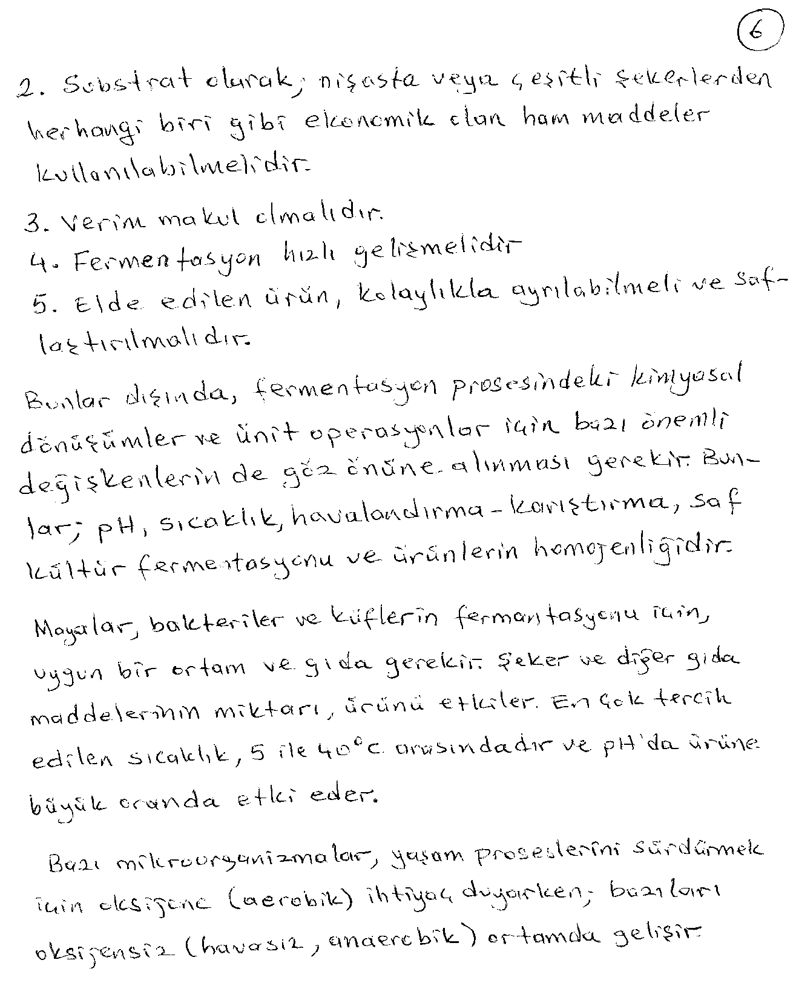 6
2. Substrat olarak; nişasta veya çeşitli şekerlerden
herhangi biri gibi ekonomik olan ham maddeler
kullanılabilmelidir.
3. Verim makul olmalıdır.
4. Fermentasyon hızlı gelişmelidir
5. Elde edilen ürün, kolaylıkla ayrılabilmeli ve saf-
laştırılmalıdır.
Bunlar dışında, fermentasyon prosesindeki kimyasal
dönüşümler ve ünit operasyonlar için bazı önemli
değişkenlerin de göz önüne alınması gerekir. Bun-
lar; pH, sıcaklık, havalandırma - karıştırma, saf
kültür fermentasyonu ve ürünlerin homojenliğidir.
Mayalar, bakteriler ve küflerin fermantasyonu için,
uygun bir ortam ve gıda gerekir. Şeker ve diğer gıda
maddelerinin miktarı, ürünü etkiler. En çok tercih
edilen sıcaklık, 5 ile 40°C arasındadır ve pH'da ürüne
büyük oranda etki eder.
Bazı mikroorganizmalar, yaşam proseslerini sürdürmek
için oksijene (aerobik) ihtiyaç duyarken; bazıları
oksijensiz (havasız, anaerobik) ortamda gelişir.